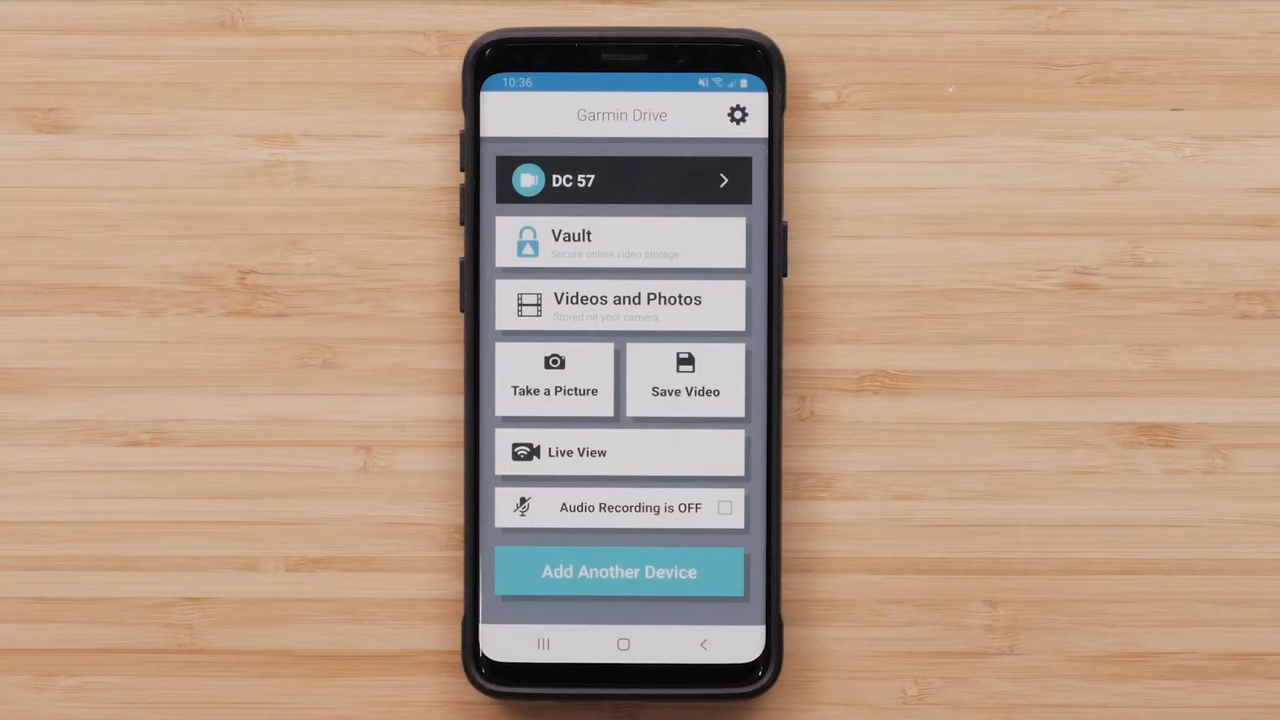 10:36
Garmin Drive
DC 57
Vault
Secure online video storage
Videos and Photos
Stored on your camera
Take a Picture
Save Video
Live View
Audio Recording is OFF
Add Another Device